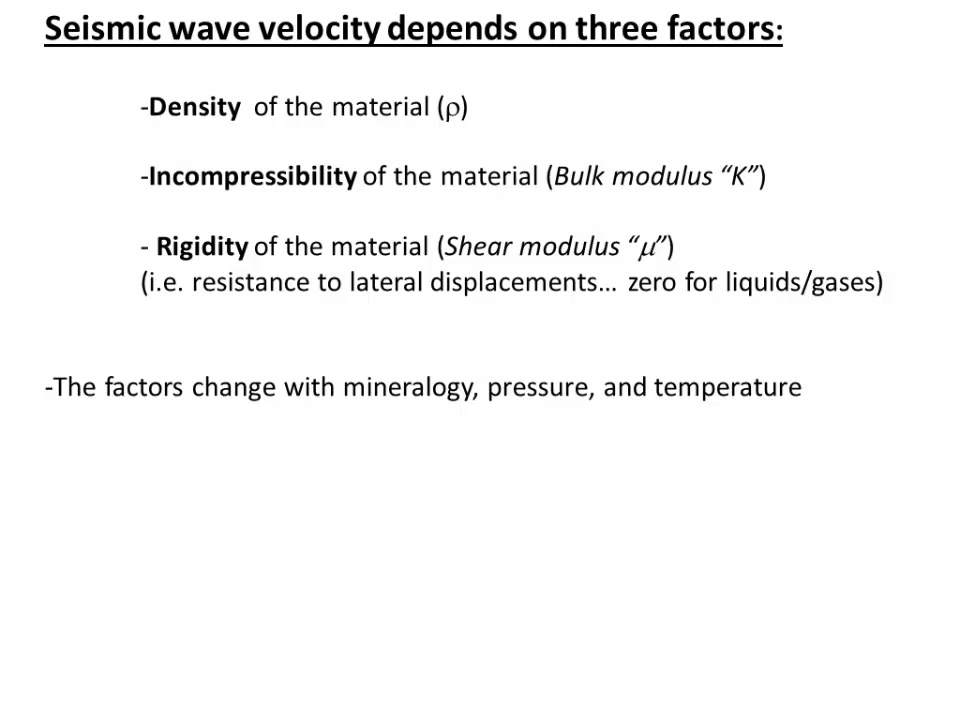 Seismic wave velocity depends on three factors:
-Density of the material (ρ)
-Incompressibility of the material (Bulk modulus “K”)
- Rigidity of the material (Shear modulus “μ”)
(i.e. resistance to lateral displacements... zero for liquids/gases)
-The factors change with mineralogy, pressure, and temperature